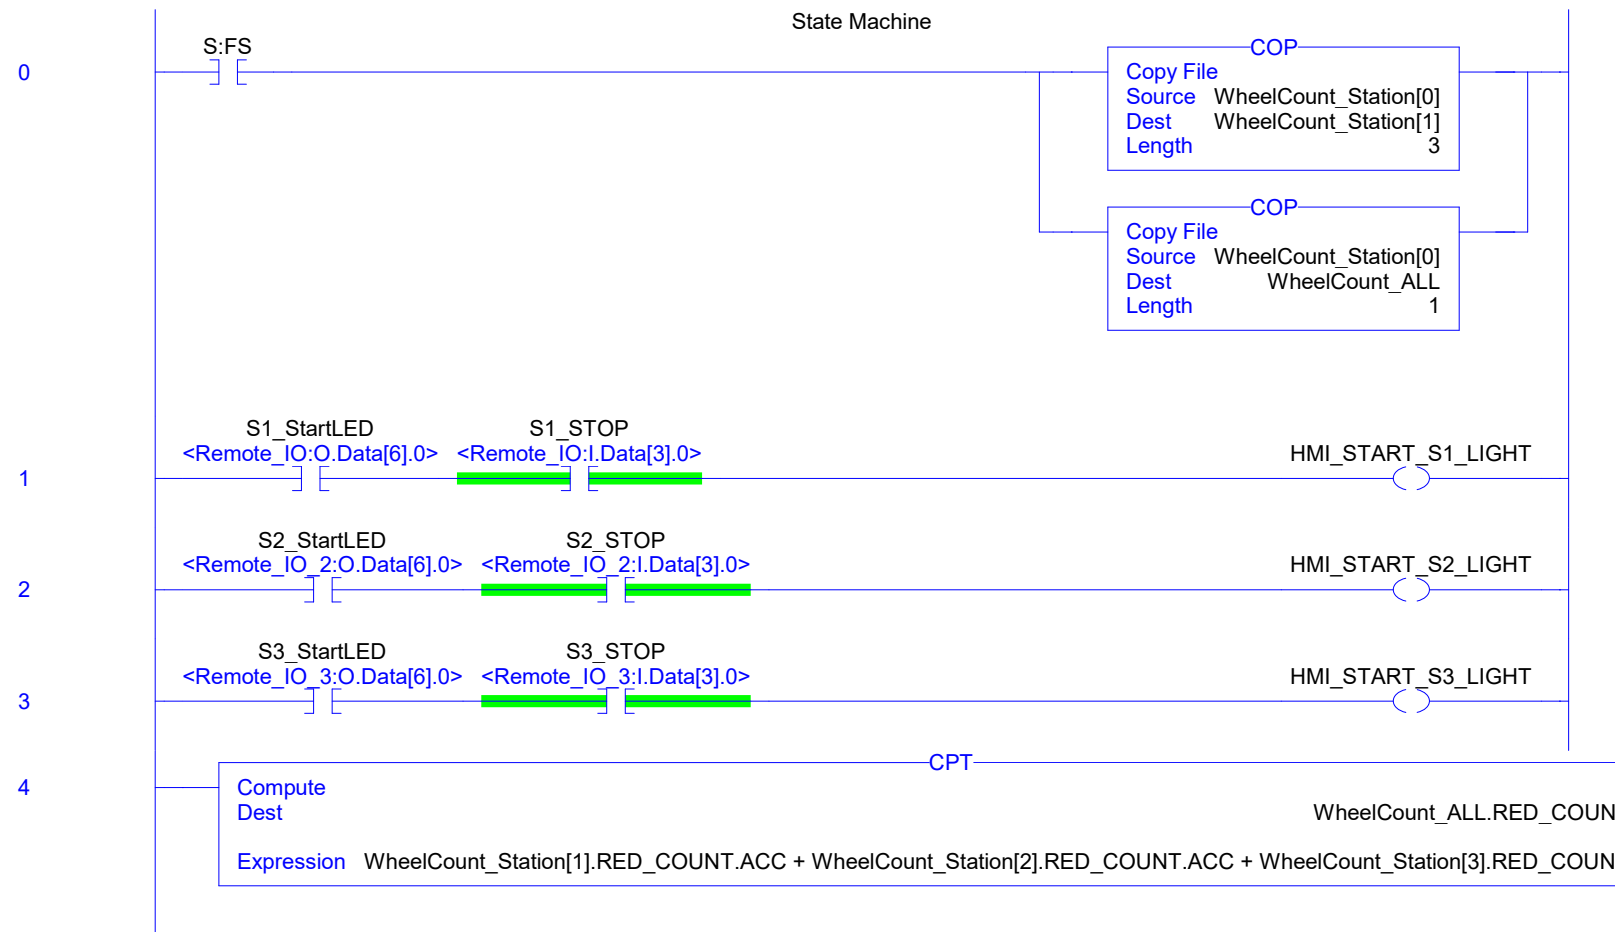 State Machine
0
S:FS
COP
Copy File
Source WheelCount_Station[0]
Dest WheelCount_Station[1]
Length 3
COP
Copy File
Source WheelCount_Station[0]
Dest WheelCount_ALL
Length 1
S1_StartLED S1_STOP
<Remote_IO:O.Data[6].0> <Remote_IO:I.Data[3].0> HMI_START_S1_LIGHT
1
S2_StartLED S2_STOP
<Remote_IO_2:O.Data[6].0> <Remote_IO_2:I.Data[3].0> HMI_START_S2_LIGHT
2
S3_StartLED S3_STOP
<Remote_IO_3:O.Data[6].0> <Remote_IO_3:I.Data[3].0> HMI_START_S3_LIGHT
3
CPT
4 Compute
Dest WheelCount_ALL.RED_COUN
Expression WheelCount_Station[1].RED_COUNT.ACC + WheelCount_Station[2].RED_COUNT.ACC + WheelCount_Station[3].RED_COUN